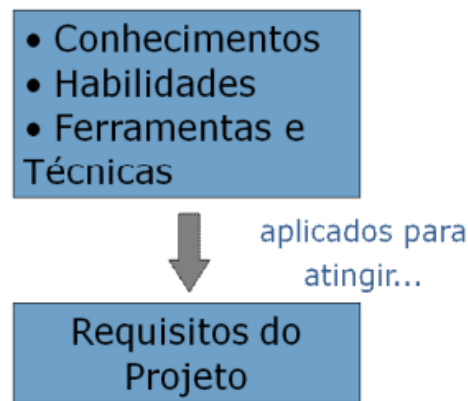 • Conhecimentos
• Habilidades
• Ferramentas e
Técnicas
aplicados para
atingir...
Requisitos do
Projeto